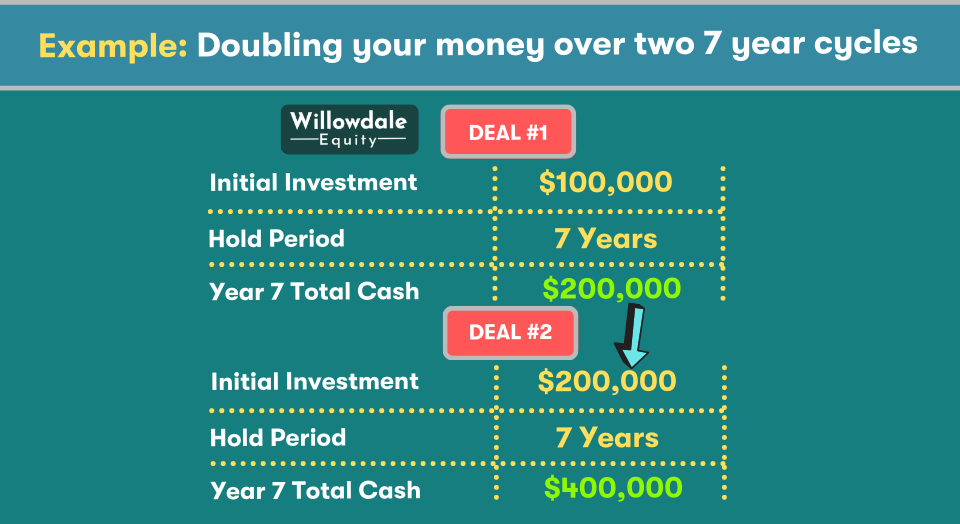 Example: Doubling your money over two 7 year cycles
Willowdale
Equity
DEAL #1
Initial Investment $100,000
Hold Period 7 Years
Year 7 Total Cash $200,000
DEAL #2
Initial Investment $200,000
Hold Period 7 Years
Year 7 Total Cash $400,000